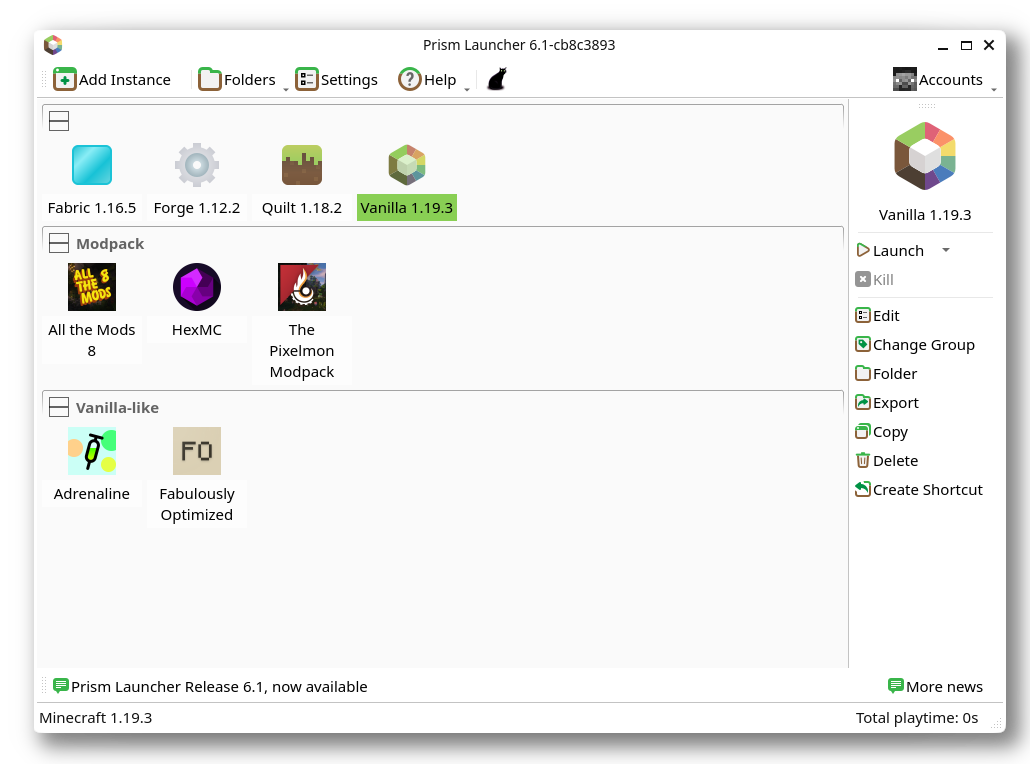 Prism Launcher 6.1-cb8c3893
Add Instance
Folders
Settings
Help
Accounts
Fabric 1.16.5
Forge 1.12.2
Quilt 1.18.2
Vanilla 1.19.3
Modpack
ALL
THE 8
MODS
All the Mods
8
HexMC
The
Pixelmon
Modpack
Vanilla-like
Adrenaline
FO
Fabulously
Optimized
Vanilla 1.19.3
Launch
Kill
Edit
Change Group
Folder
Export
Copy
Delete
Create Shortcut
Prism Launcher Release 6.1, now available
More news
Minecraft 1.19.3
Total playtime: 0s